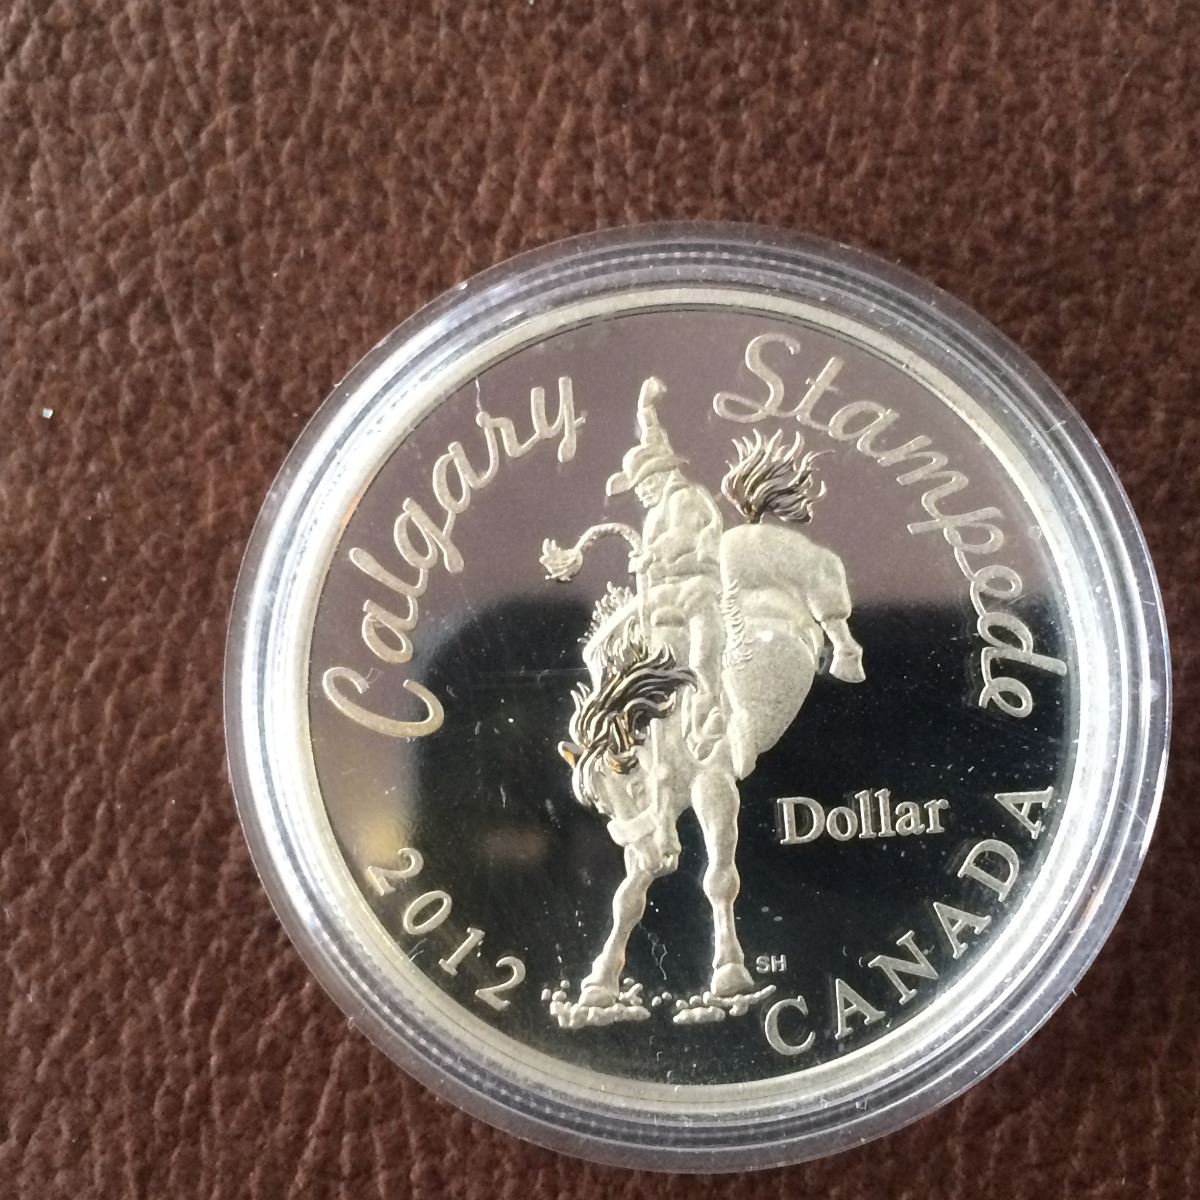 Calgary Stampede
Dollar
2012
SH
CANADA